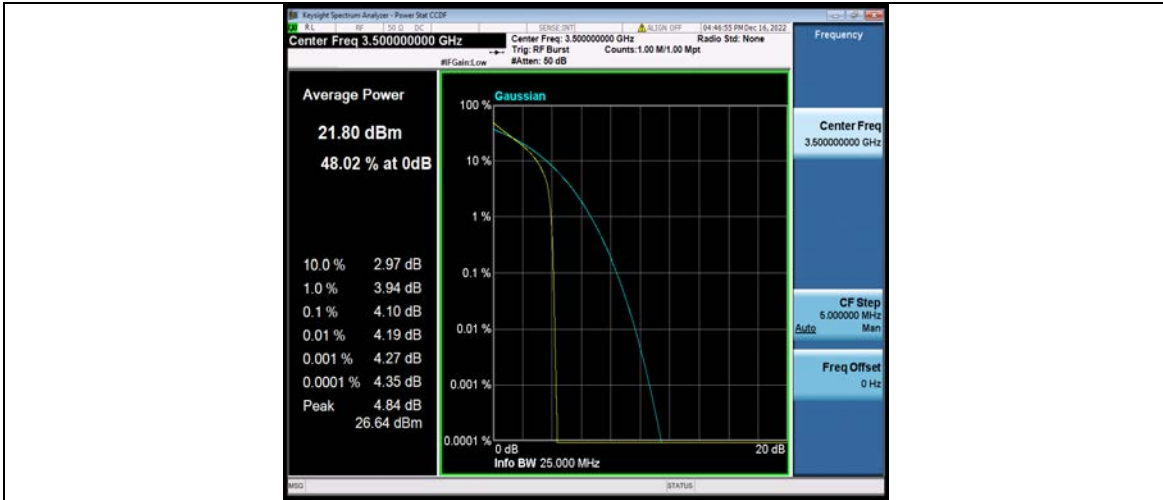 Keysight Spectrum Analyzer - Power Stat CCDF
RL RF 50 Ω DC SENSE:INT ALIGN OFF 04:46:55 PM Dec 16, 2022
Center Freq 3.500000000 GHz
Center Freq: 3.500000000 GHz Radio Std: None
Trig: RF Burst Counts:1.00 M/1.00 Mpt
#IFGain:Low #Atten: 50 dB
Frequency
Average Power
21.80 dBm
48.02 % at 0dB
10.0 % 2.97 dB
1.0 % 3.94 dB
0.1 % 4.10 dB
0.01 % 4.19 dB
0.001 % 4.27 dB
0.0001 % 4.35 dB
Peak 4.84 dB
26.64 dBm
Gaussian
100 %
10 %
1 %
0.1 %
0.01 %
0.001 %
0.0001 %
0 dB 20 dB
Info BW 25.000 MHz
Center Freq
3.500000000 GHz
CF Step
5.000000 MHz
Auto Man
Freq Offset
0 Hz
MSG STATUS